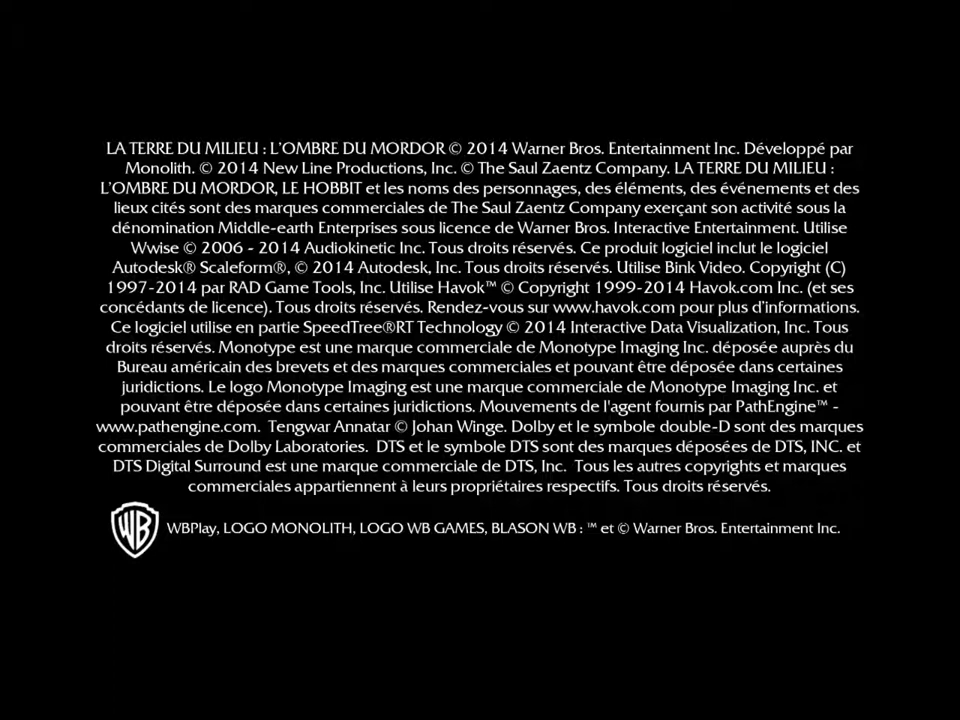 LA TERRE DU MILIEU : L'OMBRE DU MORDOR © 2014 Warner Bros. Entertainment Inc. Développé par
Monolith. © 2014 New Line Productions, Inc. © The Saul Zaentz Company. LA TERRE DU MILIEU :
L'OMBRE DU MORDOR, LE HOBBIT et les noms des personnages, des éléments, des événements et des
lieux cités sont des marques commerciales de The Saul Zaentz Company exerçant son activité sous la
dénomination Middle-earth Enterprises sous licence de Warner Bros. Interactive Entertainment. Utilise
Wwise © 2006 - 2014 Audiokinetic Inc. Tous droits réservés. Ce produit logiciel inclut le logiciel
Autodesk® Scaleform®, © 2014 Autodesk, Inc. Tous droits réservés. Utilise Bink Video. Copyright (C)
1997-2014 par RAD Game Tools, Inc. Utilise Havok™ © Copyright 1999-2014 Havok.com Inc. (et ses
concédants de licence). Tous droits réservés. Rendez-vous sur www.havok.com pour plus d'informations.
Ce logiciel utilise en partie SpeedTree®RT Technology © 2014 Interactive Data Visualization, Inc. Tous
droits réservés. Monotype est une marque commerciale de Monotype Imaging Inc. déposée auprès du
Bureau américain des brevets et des marques commerciales et pouvant être déposée dans certaines
juridictions. Le logo Monotype Imaging est une marque commerciale de Monotype Imaging Inc. et
pouvant être déposée dans certaines juridictions. Mouvements de l'agent fournis par PathEngine™ -
www.pathengine.com. Tengwar Annatar © Johan Winge. Dolby et le symbole double-D sont des marques
commerciales de Dolby Laboratories. DTS et le symbole DTS sont des marques déposées de DTS, INC. et
DTS Digital Surround est une marque commerciale de DTS, Inc. Tous les autres copyrights et marques
commerciales appartiennent à leurs propriétaires respectifs. Tous droits réservés.
WB WBPlay, LOGO MONOLITH, LOGO WB GAMES, BLASON WB : ™ et © Warner Bros. Entertainment Inc.